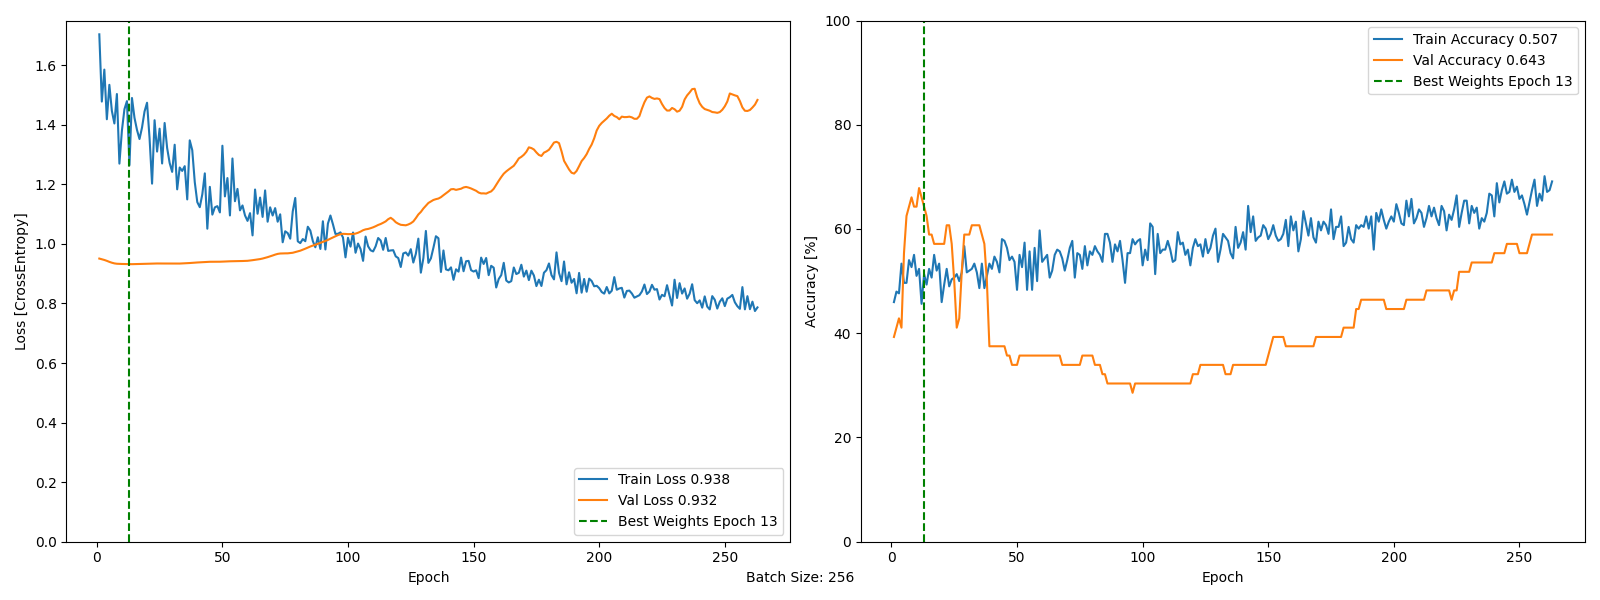 1.6
1.4
1.2
1.0
0.8
0.6
0.4
0.2
0.0
Loss [CrossEntropy]
0
50
100
150
200
250
Epoch
Train Loss 0.938
Val Loss 0.932
Best Weights Epoch 13
100
80
60
40
20
0
Accuracy [%]
0
50
100
150
200
250
Epoch
Train Accuracy 0.507
Val Accuracy 0.643
Best Weights Epoch 13
Batch Size: 256